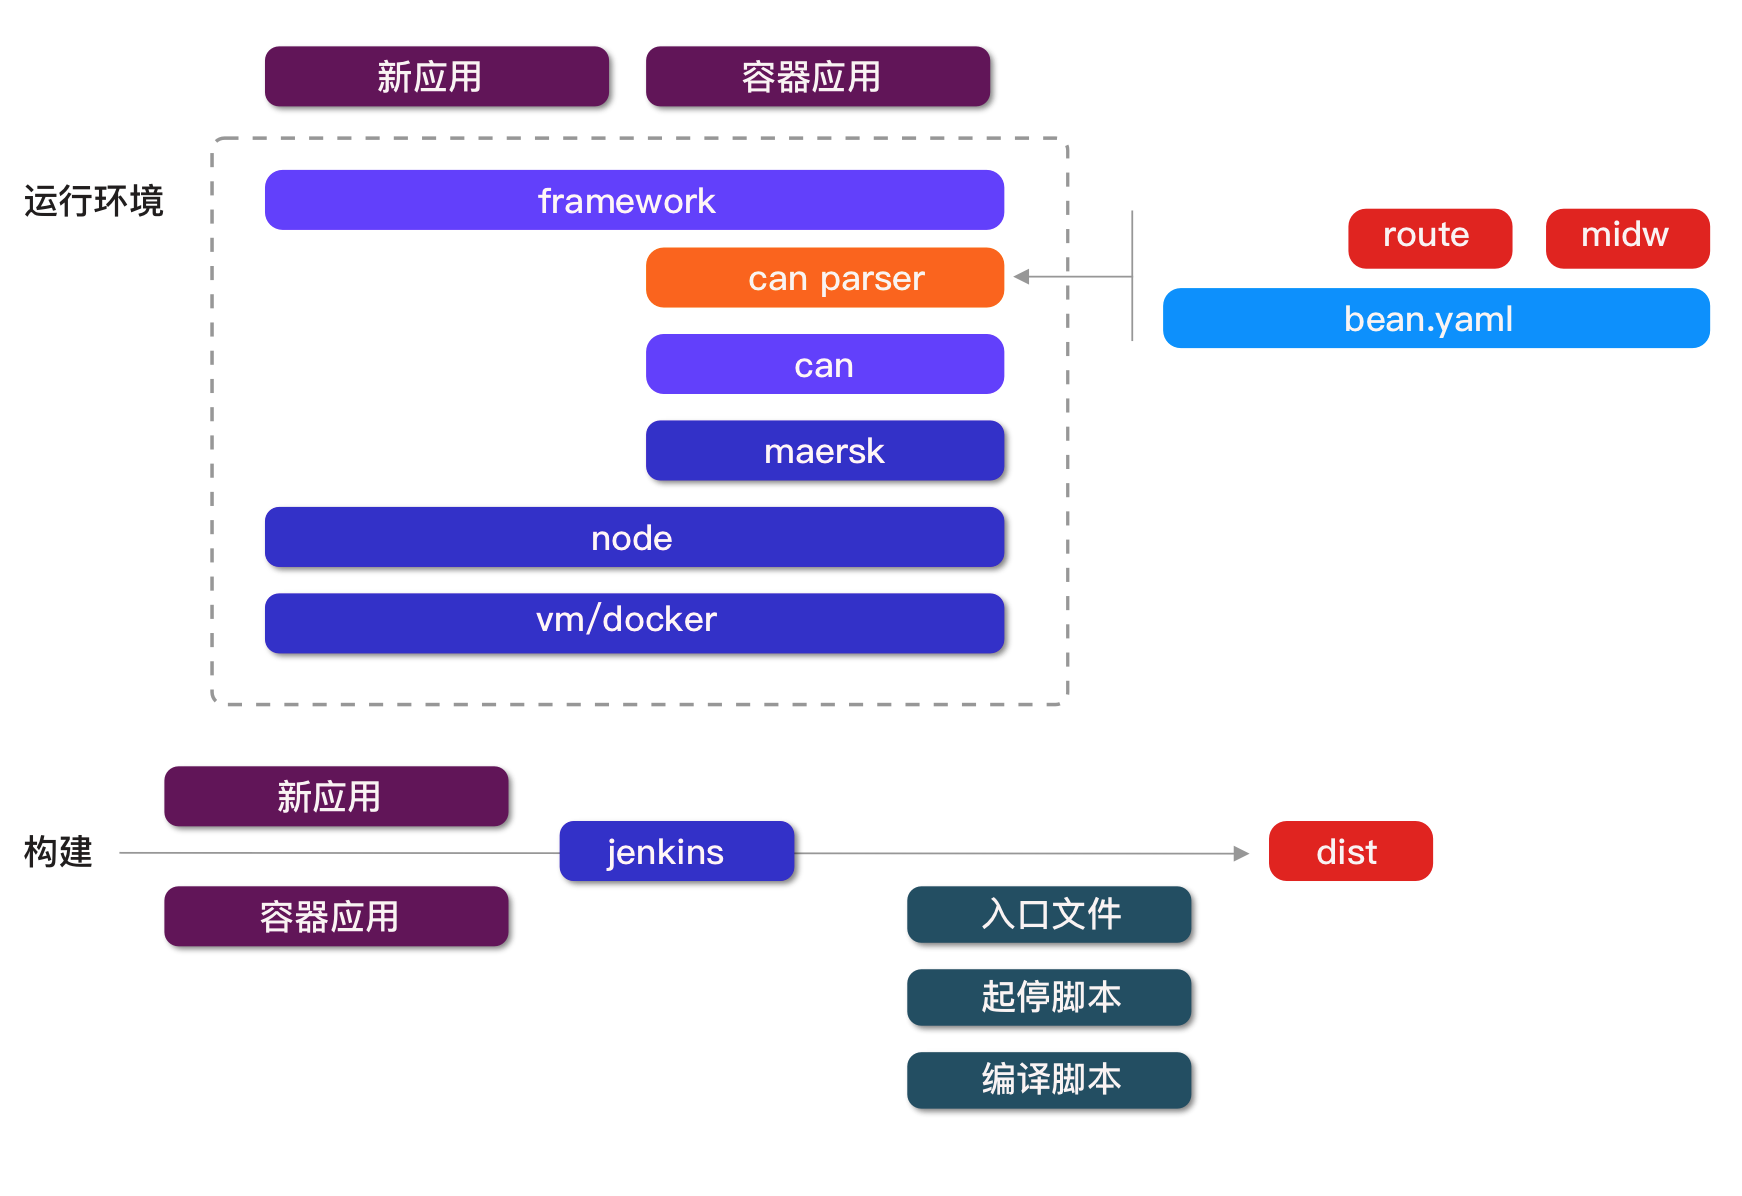 新应用
容器应用
运行环境
framework
route
midw
can parser
bean.yaml
can
maersk
node
vm/docker
新应用
构建
jenkins
dist
容器应用
入口文件
起停脚本
编译脚本